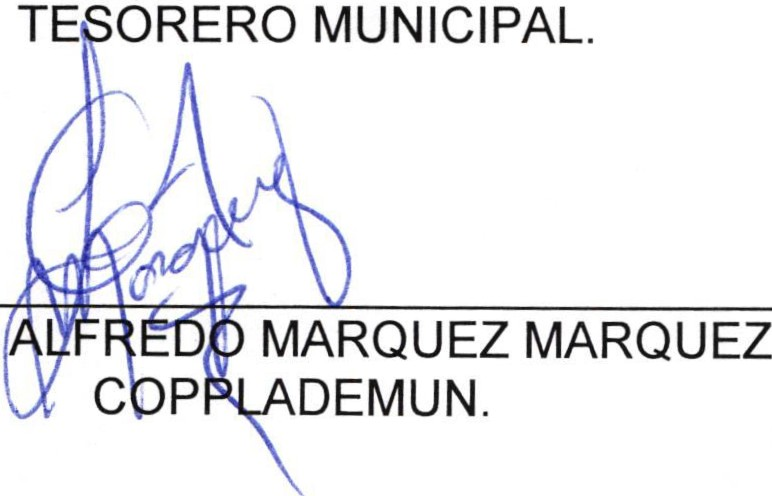 TESORERO MUNICIPAL.
ALFREDO MARQUEZ MARQUEZ
COPPLADEMUN.